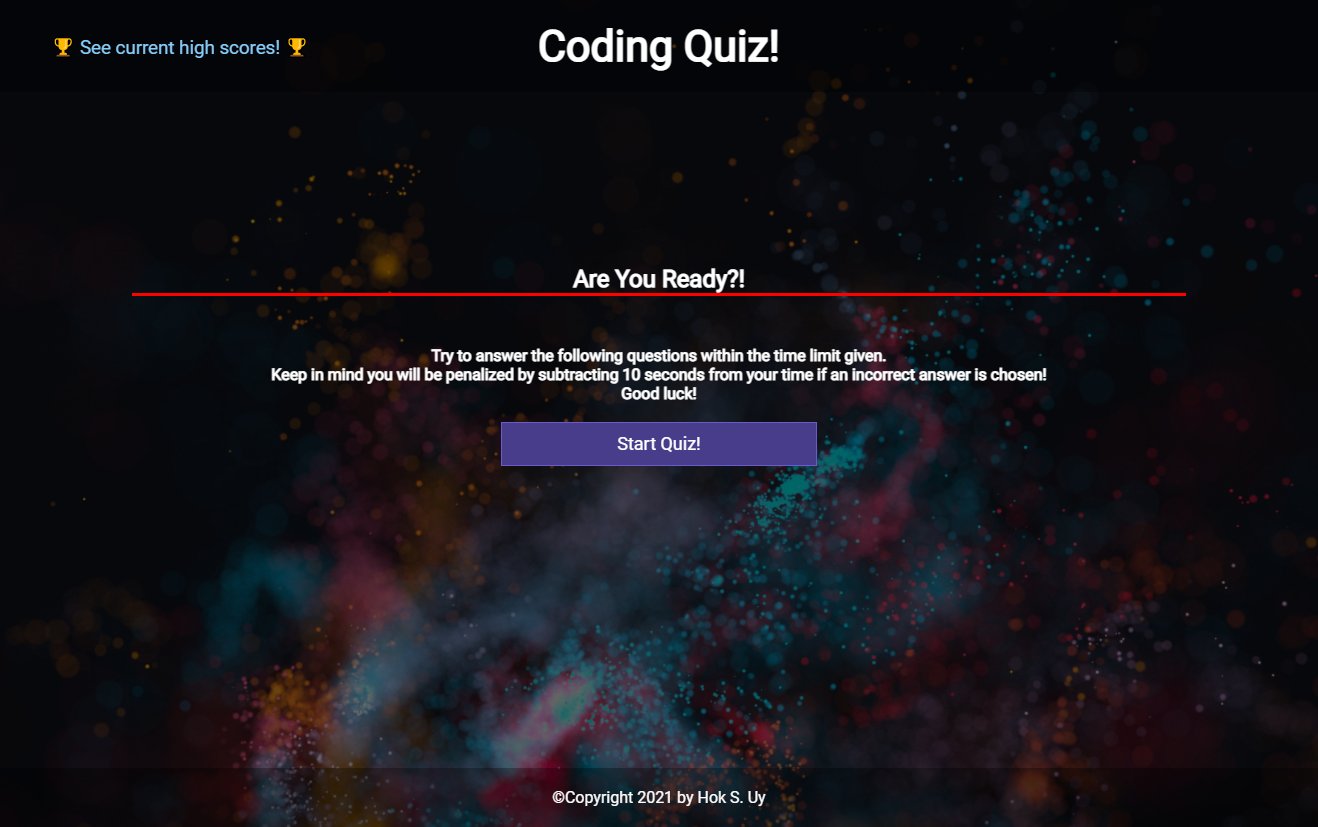 🏆 See current high scores! 🏆
Coding Quiz!
Are You Ready?!
Try to answer the following questions within the time limit given.
Keep in mind you will be penalized by subtracting 10 seconds from your time if an incorrect answer is chosen!
Good luck!
Start Quiz!
©Copyright 2021 by Hok S. Uy